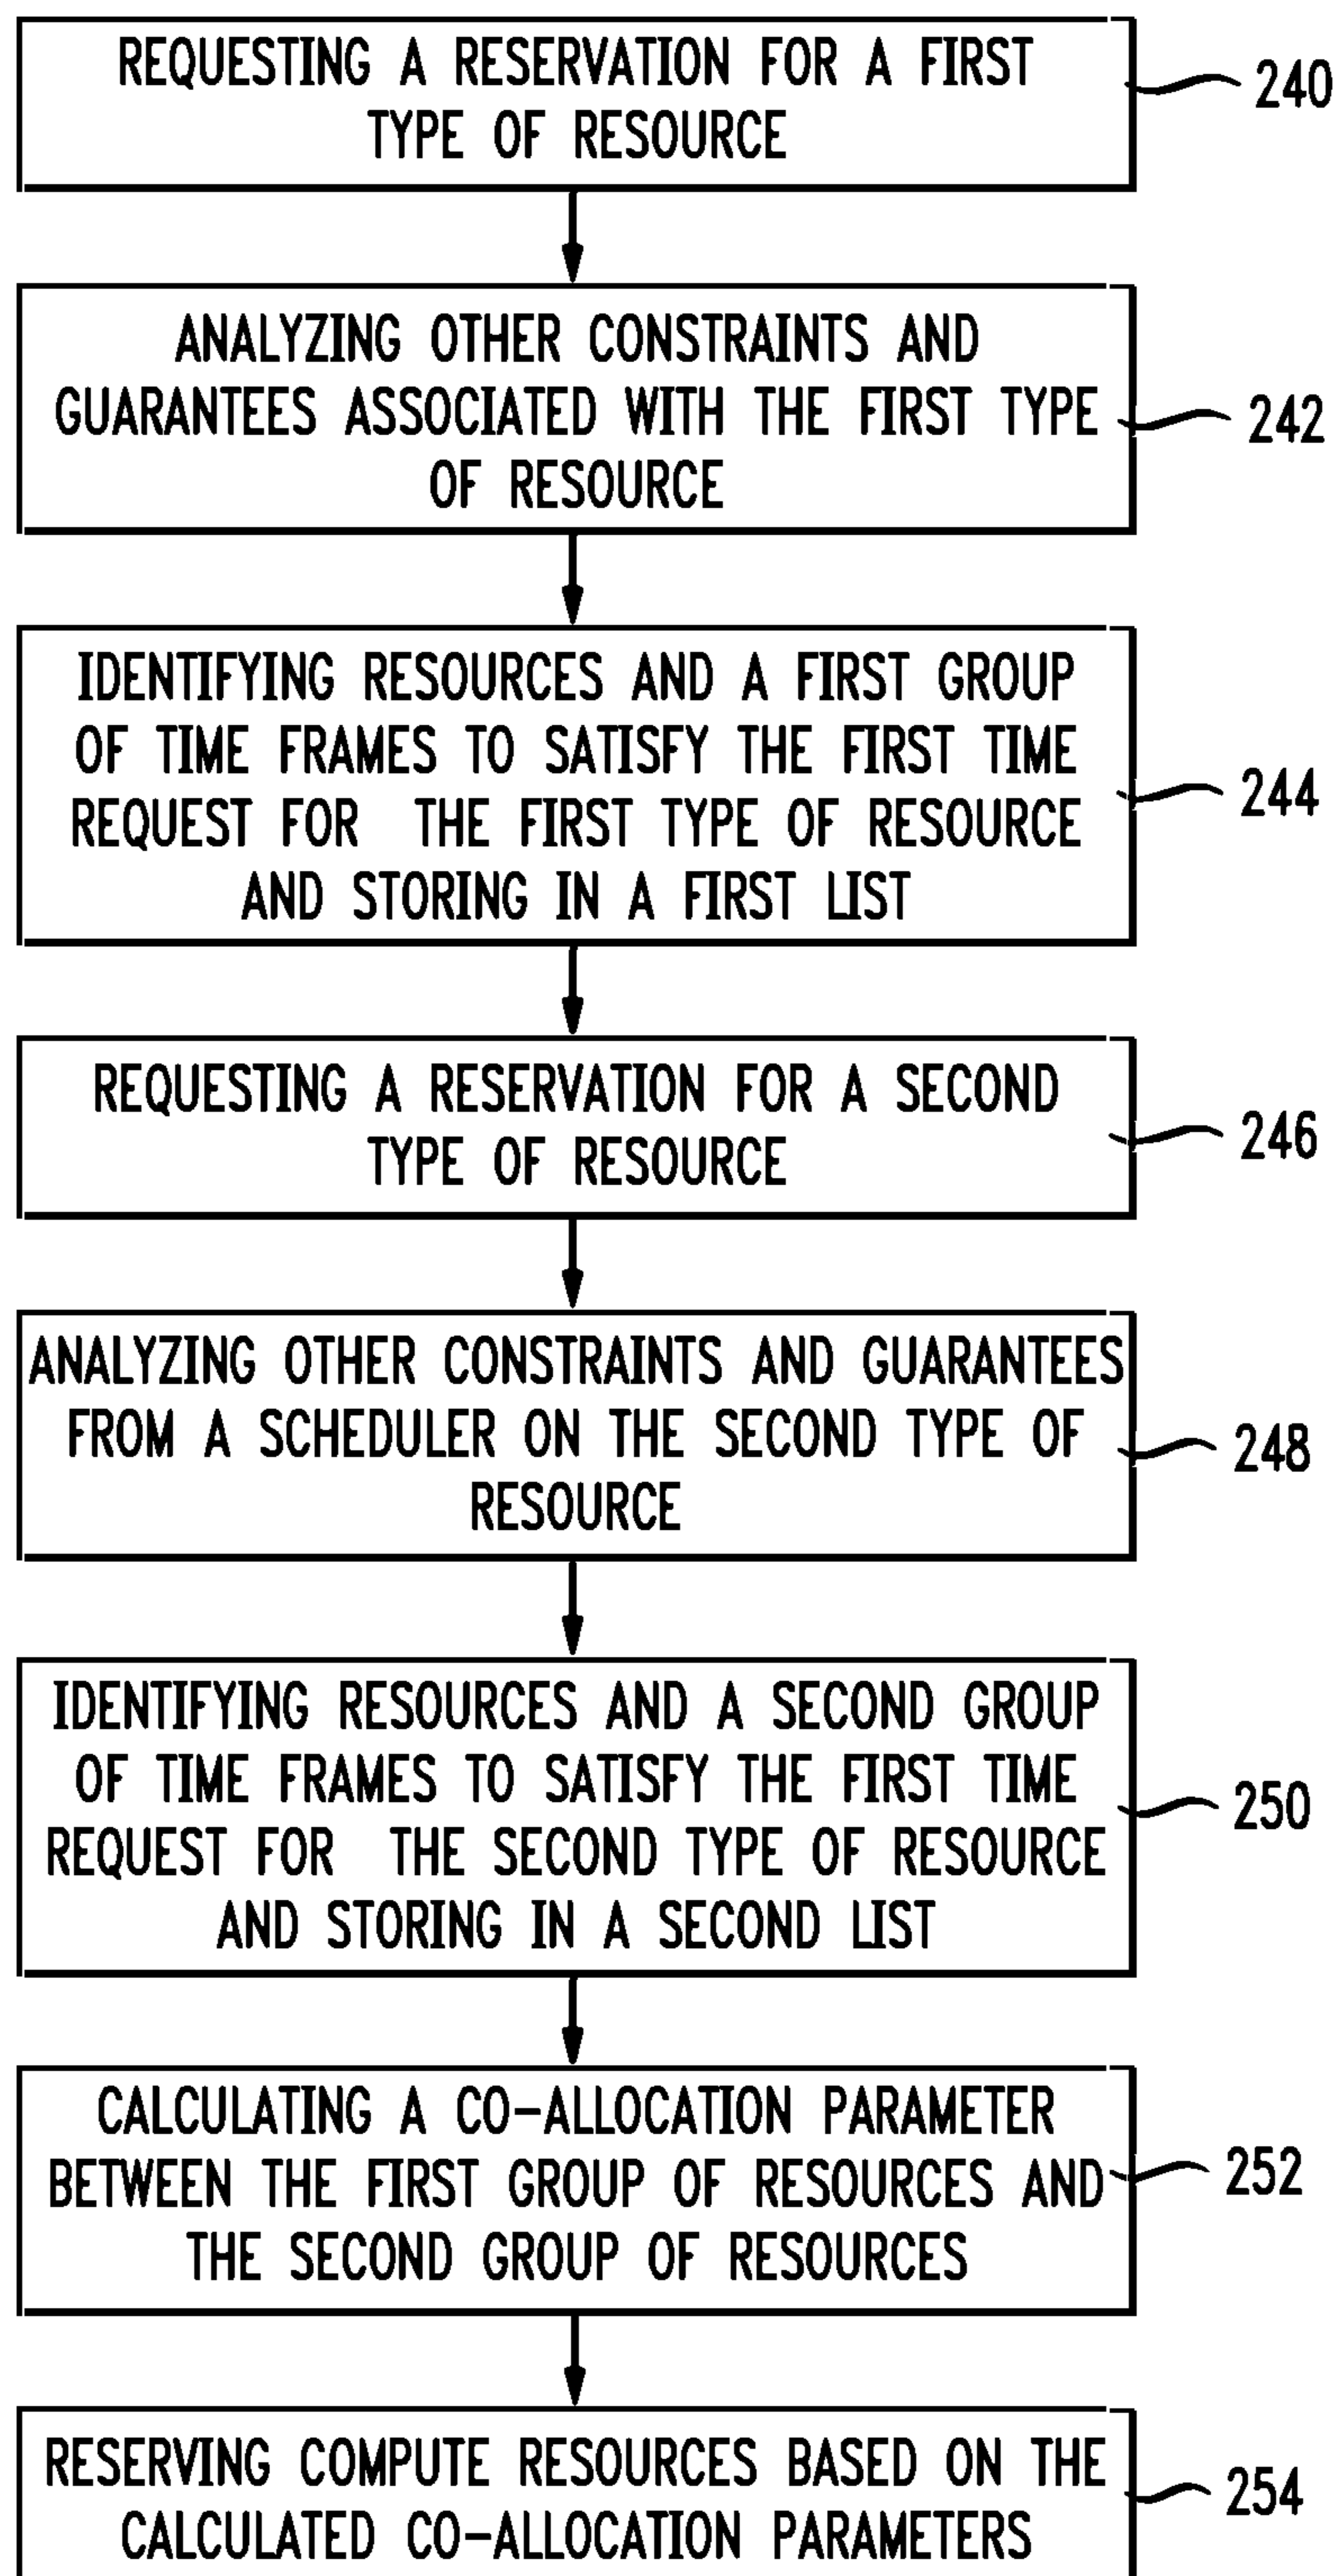 REQUESTING A RESERVATION FOR A FIRST
TYPE OF RESOURCE
240
ANALYZING OTHER CONSTRAINTS AND
GUARANTEES ASSOCIATED WITH THE FIRST TYPE
OF RESOURCE
242
IDENTIFYING RESOURCES AND A FIRST GROUP
OF TIME FRAMES TO SATISFY THE FIRST TIME
REQUEST FOR THE FIRST TYPE OF RESOURCE
AND STORING IN A FIRST LIST
244
REQUESTING A RESERVATION FOR A SECOND
TYPE OF RESOURCE
246
ANALYZING OTHER CONSTRAINTS AND GUARANTEES
FROM A SCHEDULER ON THE SECOND TYPE OF
RESOURCE
248
IDENTIFYING RESOURCES AND A SECOND GROUP
OF TIME FRAMES TO SATISFY THE FIRST TIME
REQUEST FOR THE SECOND TYPE OF RESOURCE
AND STORING IN A SECOND LIST
250
CALCULATING A CO-ALLOCATION PARAMETER
BETWEEN THE FIRST GROUP OF RESOURCES AND
THE SECOND GROUP OF RESOURCES
252
RESERVING COMPUTE RESOURCES BASED ON THE
CALCULATED CO-ALLOCATION PARAMETERS
254